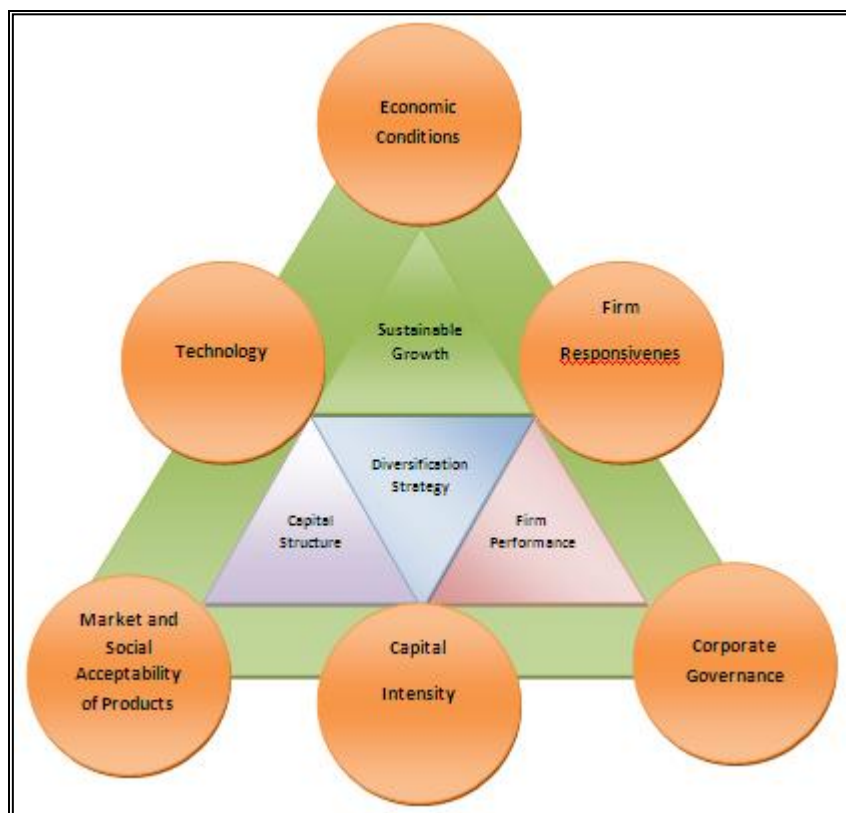 Economic
Conditions
Technology
Firm
Responsivenes
Sustainable
Growth
Diversification
Strategy
Capital
Structure
Firm
Performance
Market and
Social
Acceptability
of Products
Capital
Intensity
Corporate
Governance